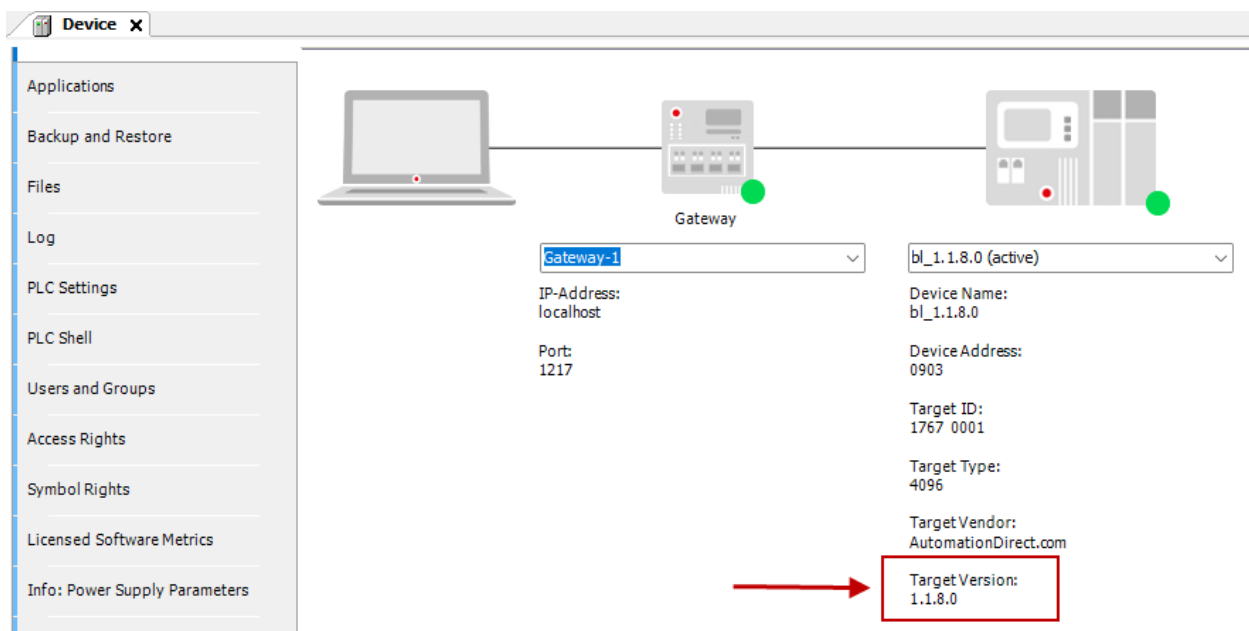 Device
Applications
Backup and Restore
Files
Log
PLC Settings
PLC Shell
Users and Groups
Access Rights
Symbol Rights
Licensed Software Metrics
Info: Power Supply Parameters
Gateway
Gateway-1
IP-Address:
localhost
Port:
1217
bl_1.1.8.0 (active)
Device Name:
bl_1.1.8.0
Device Address:
0903
Target ID:
1767 0001
Target Type:
4096
Target Vendor:
AutomationDirect.com
Target Version:
1.1.8.0